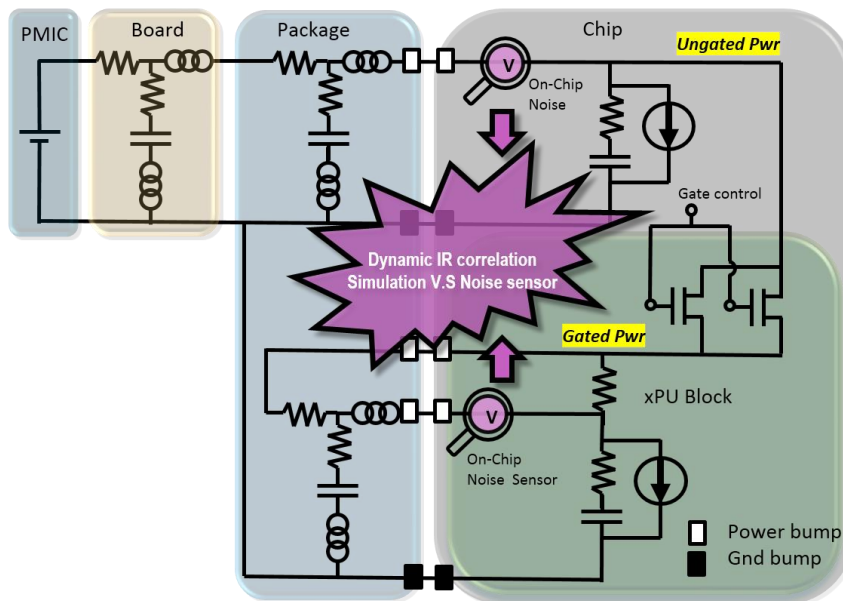 PMIC
Board
Package
Chip
Ungated Pwr
V
On-Chip
Noise
Gate control
Dynamic IR correlation
Simulation V.S Noise sensor
Gated Pwr
xPU Block
V
On-Chip
Noise Sensor
Power bump
Gnd bump